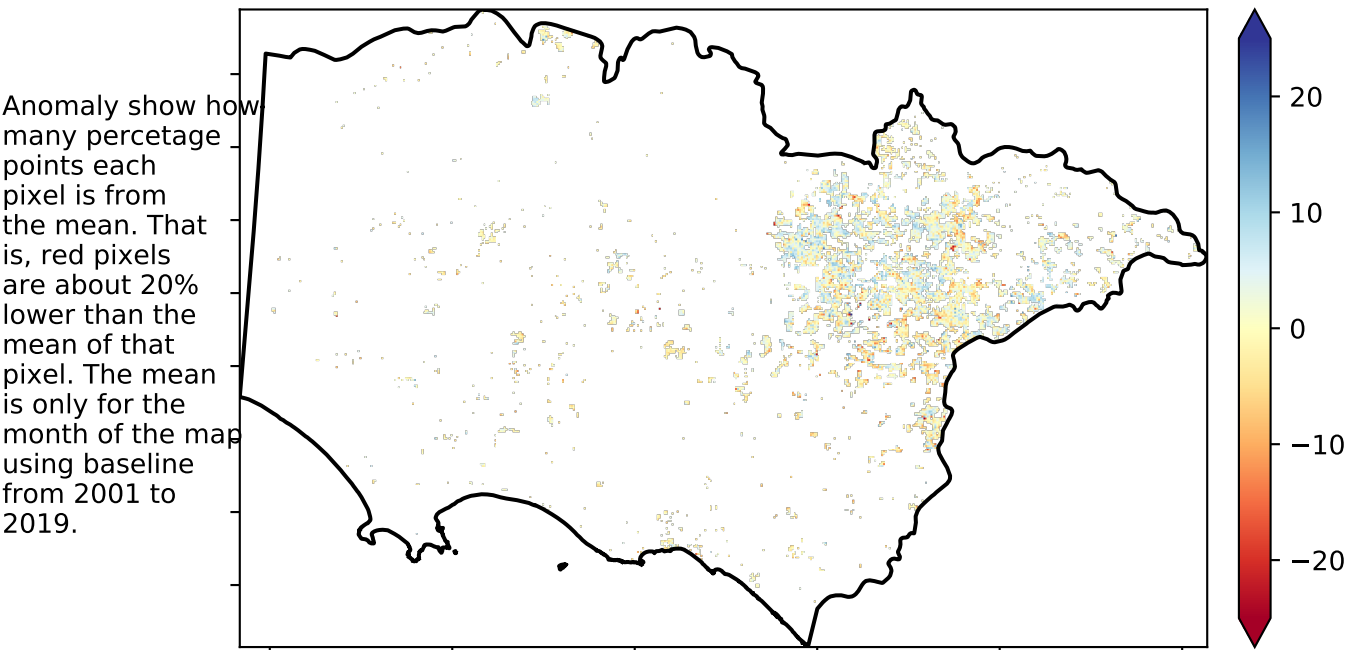 Anomaly show how
many percetage
points each
pixel is from
the mean. That
is, red pixels
are about 20%
lower than the
mean of that
pixel. The mean
is only for the
month of the map
using baseline
from 2001 to
2019.
20
10
0
−10
−20